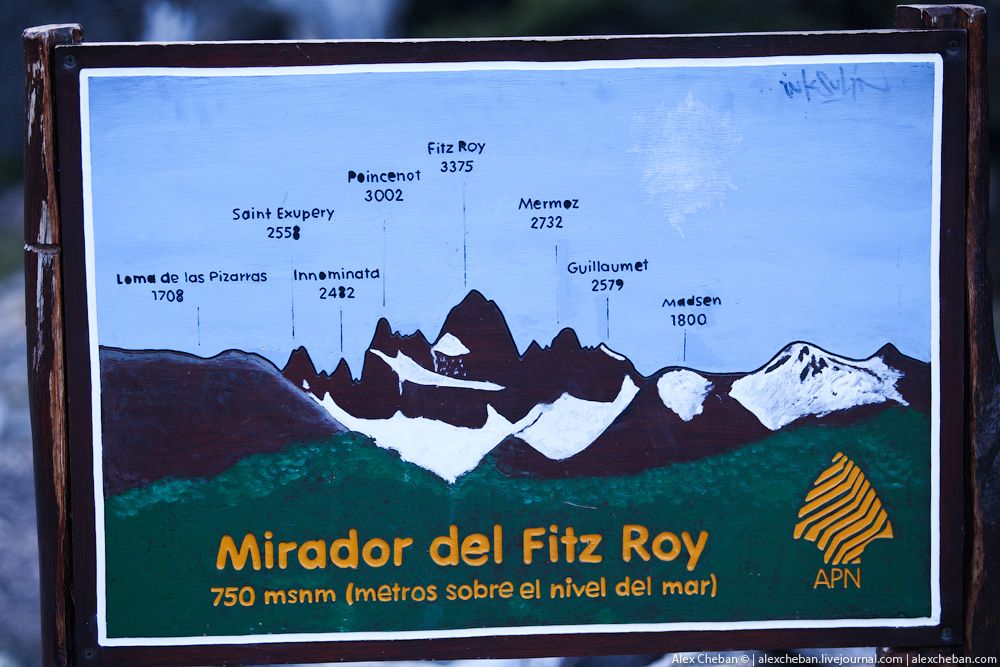 inksulin
Fitz Roy
3375
Poincenot
3002
Saint Exupery
2558
Mermoz
2732
Loma de las Pizarras
1708
Innominata
2482
Guillaumet
2579
Madsen
1800
Mirador del Fitz Roy
750 msnm (metros sobre el nivel del mar)
APN
Alex Cheban © | alexcheban.livejournal.com | alexcheban.com